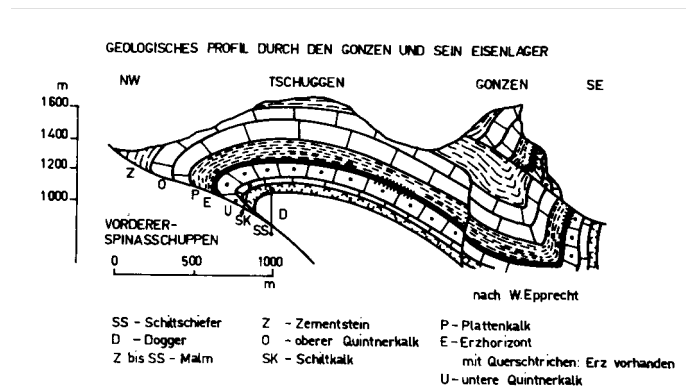 GEOLOGISCHES PROFIL DURCH DEN GONZEN UND SEIN EISENLAGER
m NW TSCHUGGEN GONZEN SE
1600
1400
1200
1000
Z O P E U SK SS D
VORDERER-
SPINASSCHUPPEN
0 500 1000
m
nach W. Epprecht
SS - Schiltschiefer
D - Dogger
Z bis SS - Malm
Z - Zementstein
O - oberer Quintnerkalk
SK - Schiltkalk
P - Plattenkalk
E - Erzhorizont
mit Querschtrichen: Erz vorhanden
U - untere Quintnerkalk